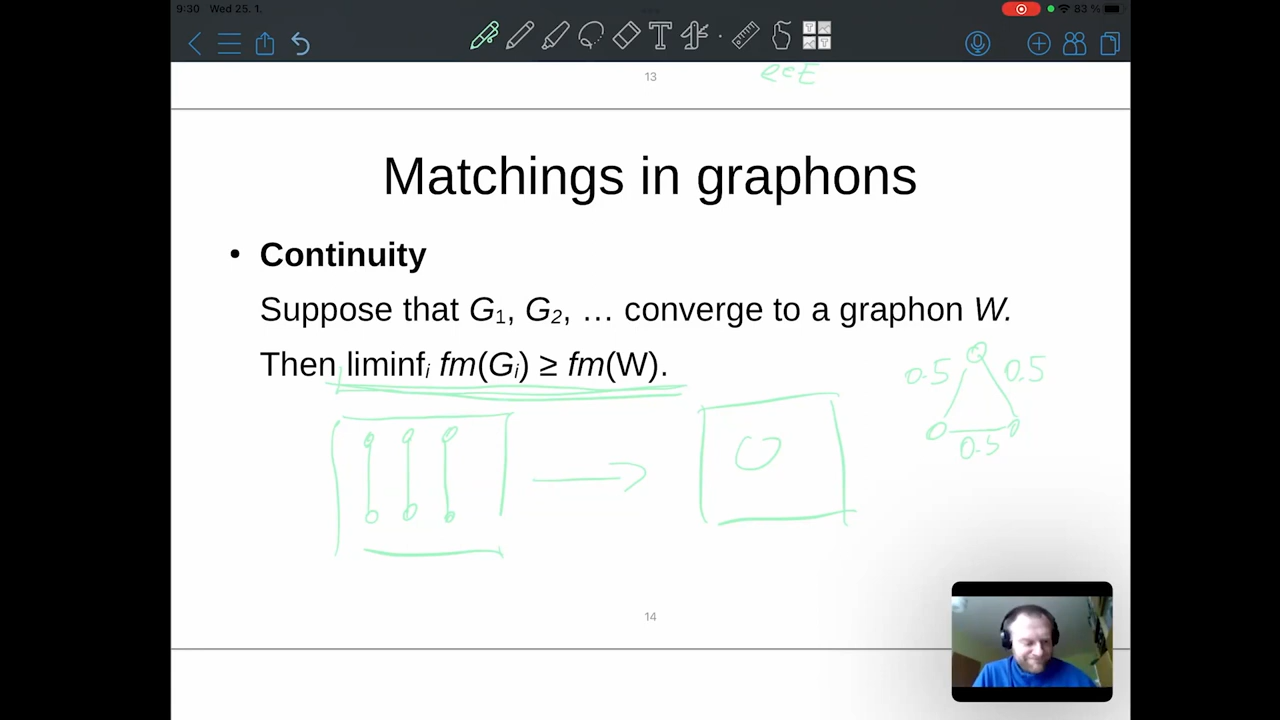 9:30 Wed 25. 1.
83 %
13
e∈E
Matchings in graphons
• Continuity
Suppose that G₁, G₂, … converge to a graphon W.
Then liminfᵢ fm(Gᵢ) ≥ fm(W).
0.5 0.5
0.5
0
14